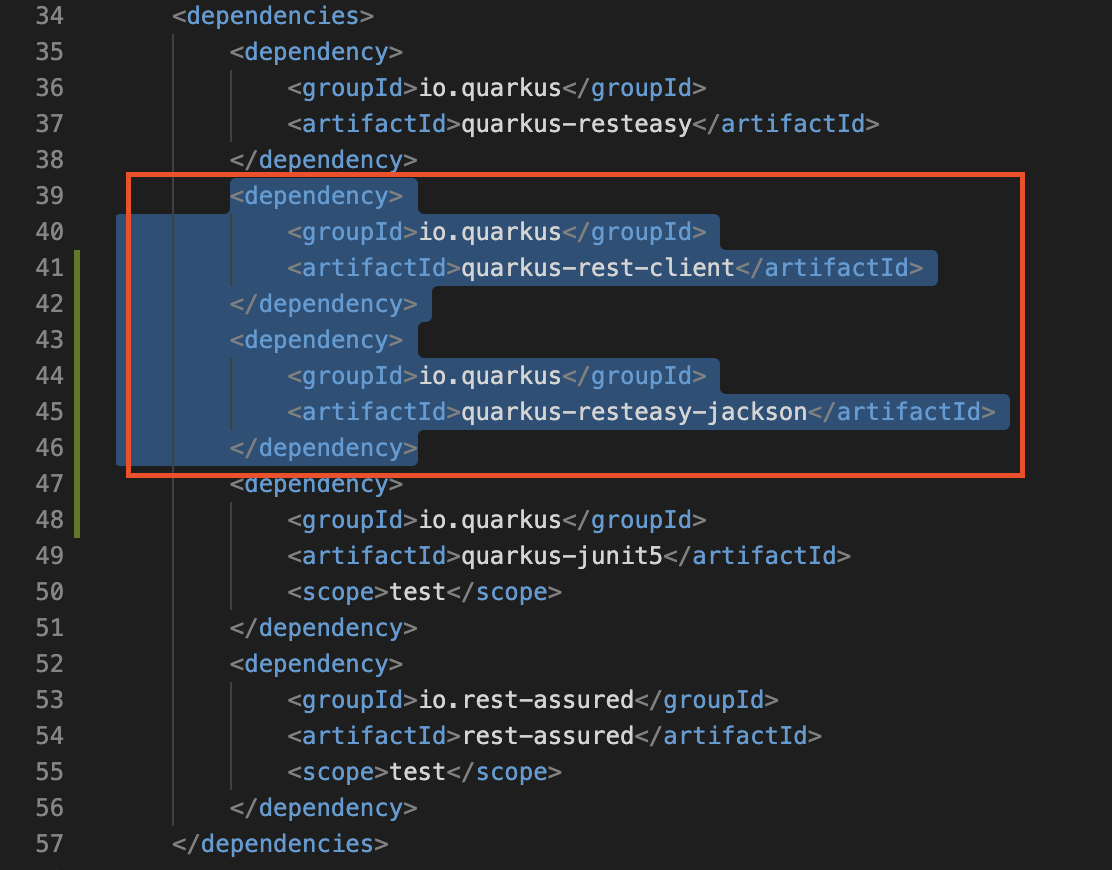 34 <dependencies>
35 <dependency>
36 <groupId>io.quarkus</groupId>
37 <artifactId>quarkus-resteasy</artifactId>
38 </dependency>
39 <dependency>
40 <groupId>io.quarkus</groupId>
41 <artifactId>quarkus-rest-client</artifactId>
42 </dependency>
43 <dependency>
44 <groupId>io.quarkus</groupId>
45 <artifactId>quarkus-resteasy-jackson</artifactId>
46 </dependency>
47 <dependency>
48 <groupId>io.quarkus</groupId>
49 <artifactId>quarkus-junit5</artifactId>
50 <scope>test</scope>
51 </dependency>
52 <dependency>
53 <groupId>io.rest-assured</groupId>
54 <artifactId>rest-assured</artifactId>
55 <scope>test</scope>
56 </dependency>
57 </dependencies>